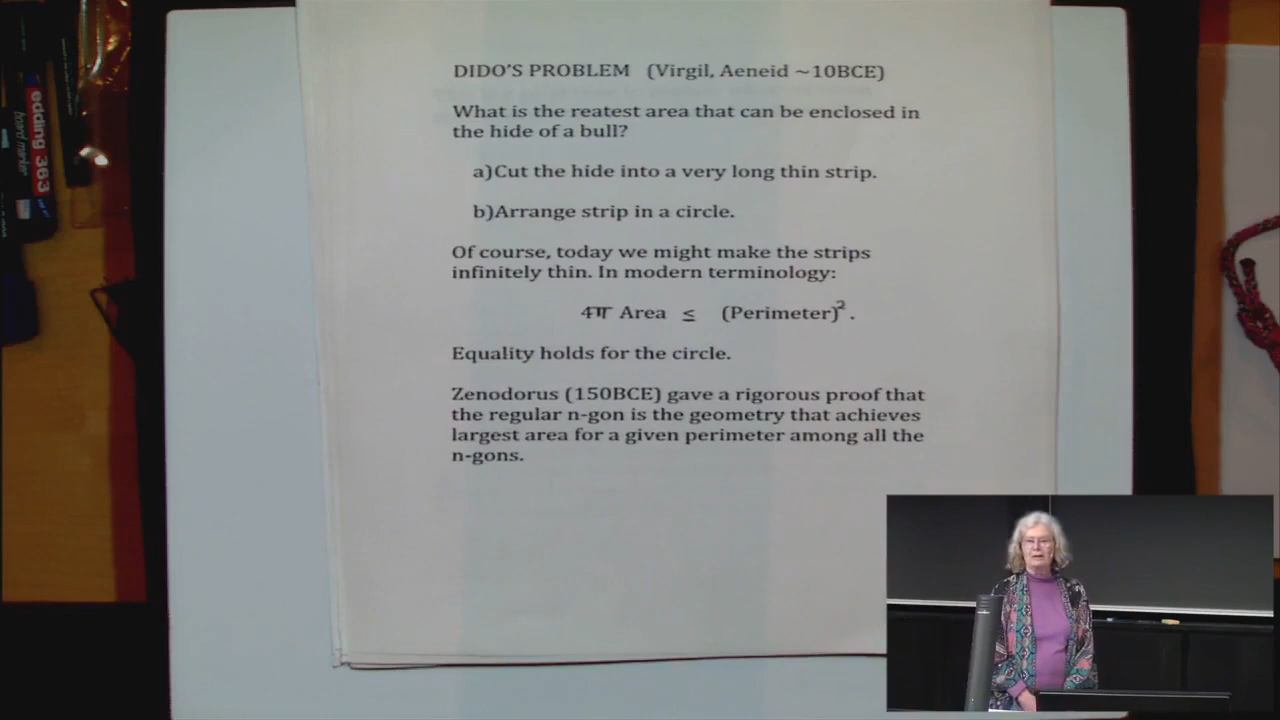 DIDO'S PROBLEM (Virgil, Aeneid ~10BCE)
What is the reatest area that can be enclosed in
the hide of a bull?
a)Cut the hide into a very long thin strip.
b)Arrange strip in a circle.
Of course, today we might make the strips
infinitely thin. In modern terminology:
4π Area ≤ (Perimeter)² .
Equality holds for the circle.
Zenodorus (150BCE) gave a rigorous proof that
the regular n-gon is the geometry that achieves
largest area for a given perimeter among all the
n-gons.
edding 363
board marker